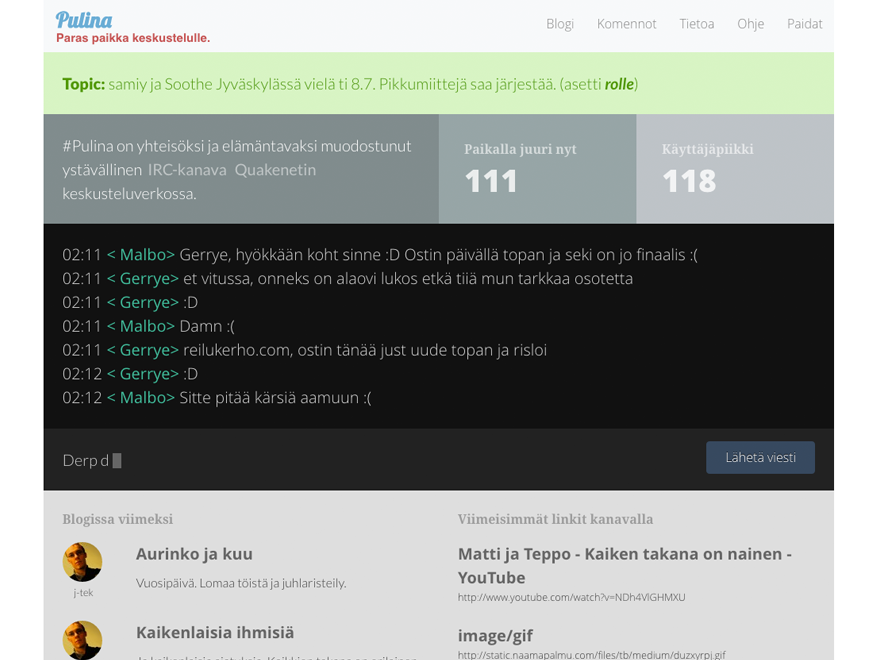 Pulina
Paras paikka keskustelulle.
Blogi Komennot Tietoa Ohje Paidat
Topic: samiy ja Soothe Jyväskylässä vielä ti 8.7. Pikkumiittejä saa järjestää. (asetti rolle)
#Pulina on yhteisöksi ja elämäntavaksi muodostunut
ystävällinen IRC-kanava Quakenetin
keskusteluverkossa.
Paikalla juuri nyt
111
Käyttäjäpiikki
118
02:11 < Malbo> Gerrye, hyökkään koht sinne :D Ostin päivällä topan ja seki on jo finaalis :(
02:11 < Gerrye> et vitussa, onneks on alaovi lukos etkä tiiä mun tarkkaa osotetta
02:11 < Gerrye> :D
02:11 < Malbo> Damn :(
02:11 < Gerrye> reilukerho.com, ostin tänää just uude topan ja risloi
02:12 < Gerrye> :D
02:12 < Malbo> Sitte pitää kärsiä aamuun :(
Derp d
Lähetä viesti
Blogissa viimeksi
j-tek
Aurinko ja kuu
Vuosipäivä. Lomaa töistä ja juhlaristeily.
Kaikenlaisia ihmisiä
Viimeisimmät linkit kanavalla
Matti ja Teppo - Kaiken takana on nainen -
YouTube
http://www.youtube.com/watch?v=NDh4VlGHMXU
image/gif
http://static.naamapalmu.com/files/tb/medium/duzxyrpj.gif